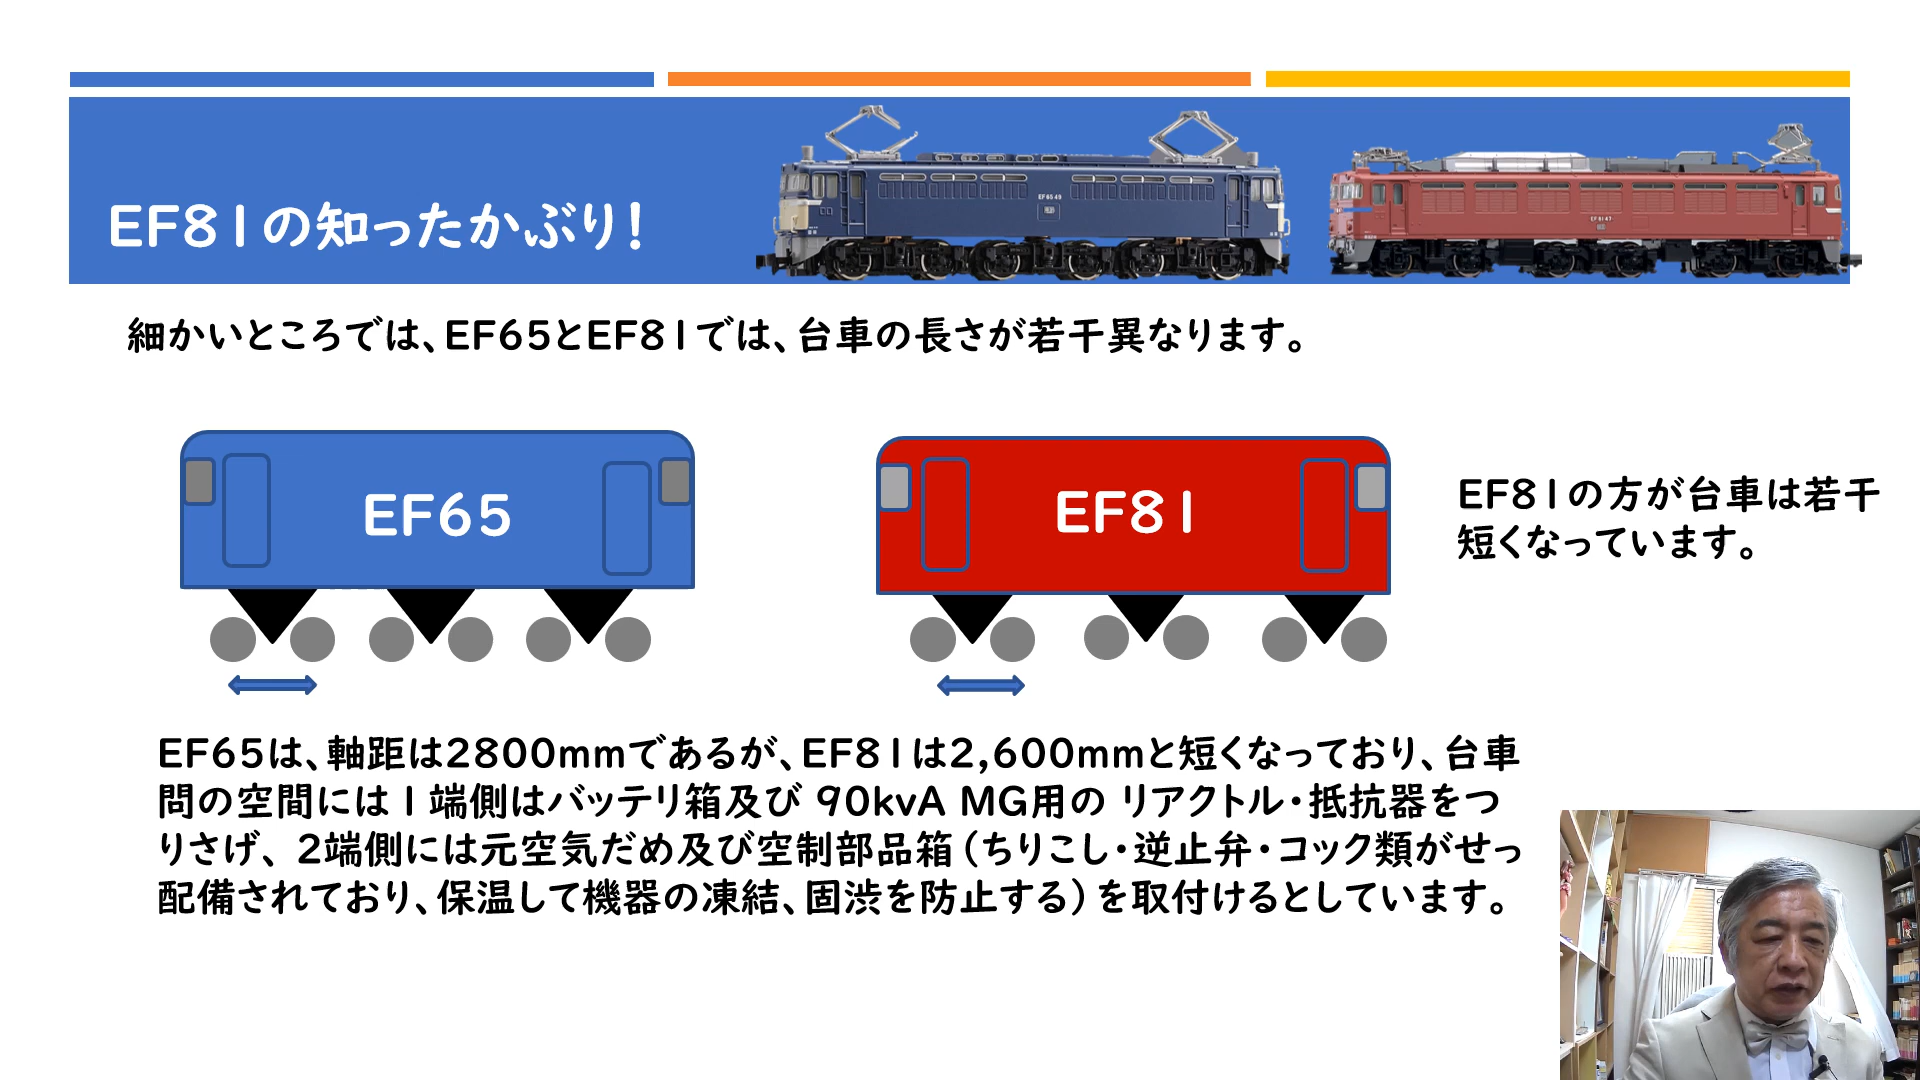 EF81の知ったかぶり！
EF65 49
EF81 47
細かいところでは、EF65とEF81では、台車の長さが若干異なります。
EF65
EF81
EF81の方が台車は若干
短くなっています。
EF65は、軸距は2800mmであるが、EF81は2,600mmと短くなっており、台車
問の空間には1端側はバッテリ箱及び 90kvA MG用の リアクトル・抵抗器をつ
りさげ、2端側には元空気だめ及び空制部品箱（ちりこし・逆止弁・コック類がせっ
配備されており、保温して機器の凍結、固渋を防止する）を取付けるとしています。